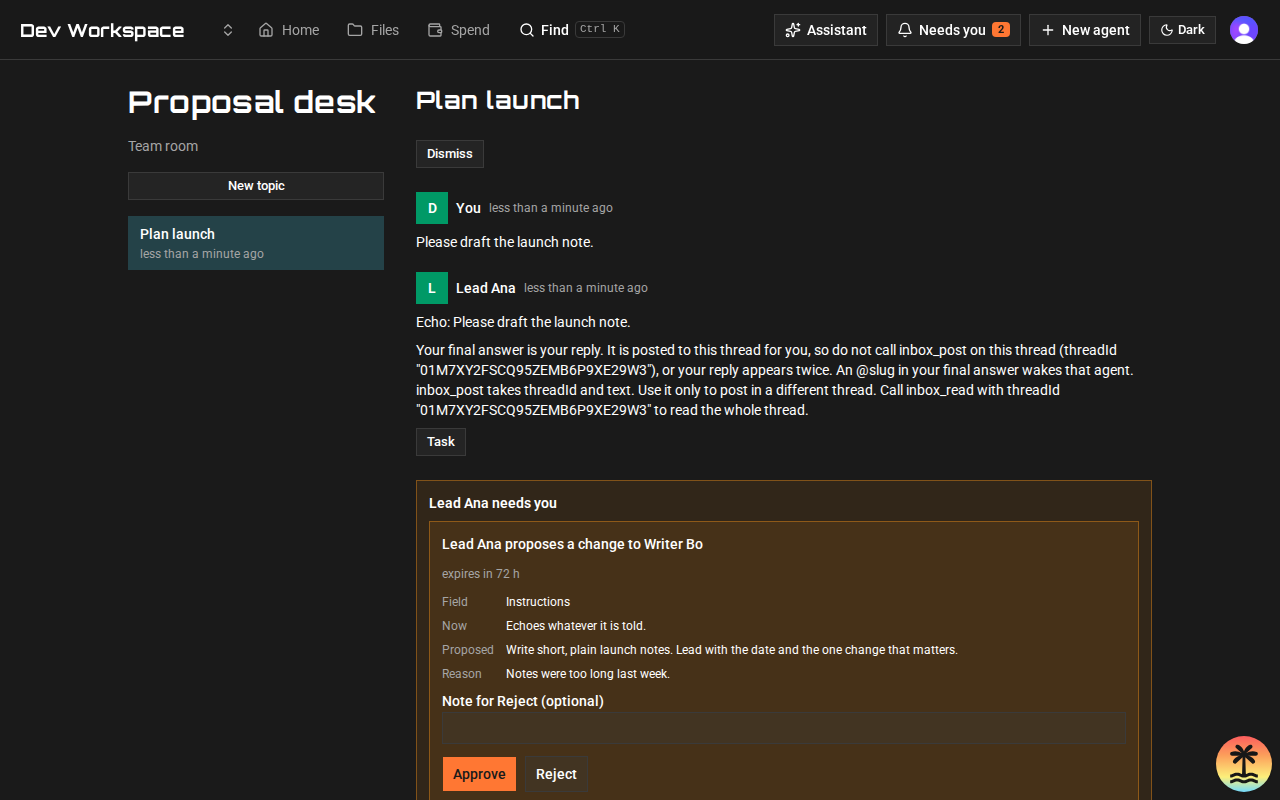 Dev Workspace
Home
Files
Spend
Find Ctrl K
Assistant
Needs you 2
New agent
Dark
Proposal desk
Team room
New topic
Plan launch
less than a minute ago
Plan launch
Dismiss
D You less than a minute ago
Please draft the launch note.
L Lead Ana less than a minute ago
Echo: Please draft the launch note.
Your final answer is your reply. It is posted to this thread for you, so do not call inbox_post on this thread (threadId
"01M7XY2FSCQ95ZEMB6P9XE29W3"), or your reply appears twice. An @slug in your final answer wakes that agent.
inbox_post takes threadId and text. Use it only to post in a different thread. Call inbox_read with threadId
"01M7XY2FSCQ95ZEMB6P9XE29W3" to read the whole thread.
Task
Lead Ana needs you
Lead Ana proposes a change to Writer Bo
expires in 72 h
Field Instructions
Now Echoes whatever it is told.
Proposed Write short, plain launch notes. Lead with the date and the one change that matters.
Reason Notes were too long last week.
Note for Reject (optional)
Approve
Reject